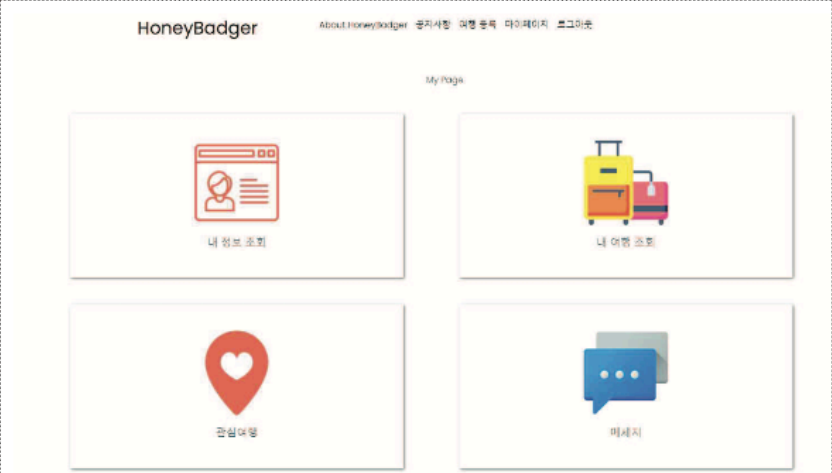 HoneyBadger
About HoneyBadger 공지사항 여행 등록 마이페이지 로그아웃
My Page
내 정보 조회
내 여행 조회
관심여행
메세지